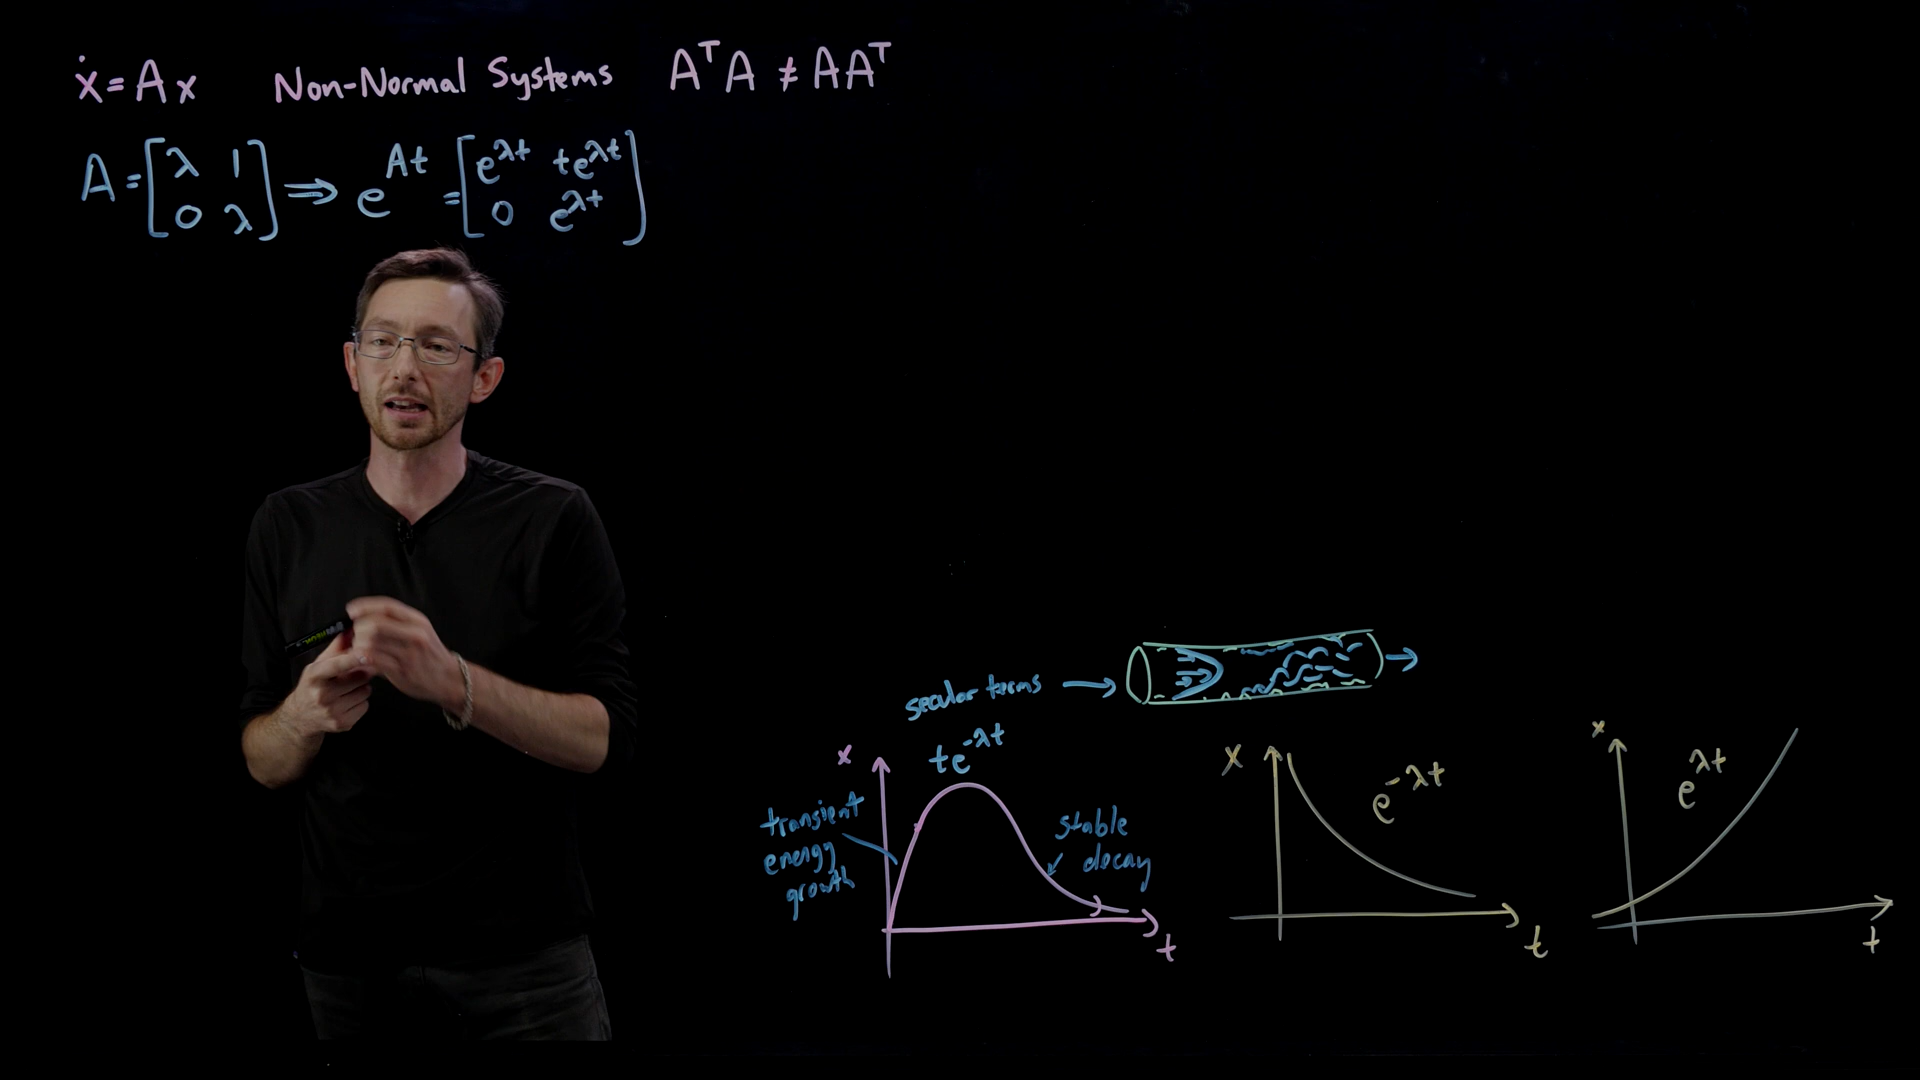 ẋ = Ax Non-Normal Systems AᵀA ≠ AAᵀ
A = [λ 1; 0 λ] ⇒ e^{At} = [e^{λt} te^{λt}; 0 e^{λt}]
secular terms →
te^{-λt}
x
transient
energy
growth
stable
decay
t
x
e^{-λt}
t
x
e^{λt}
t